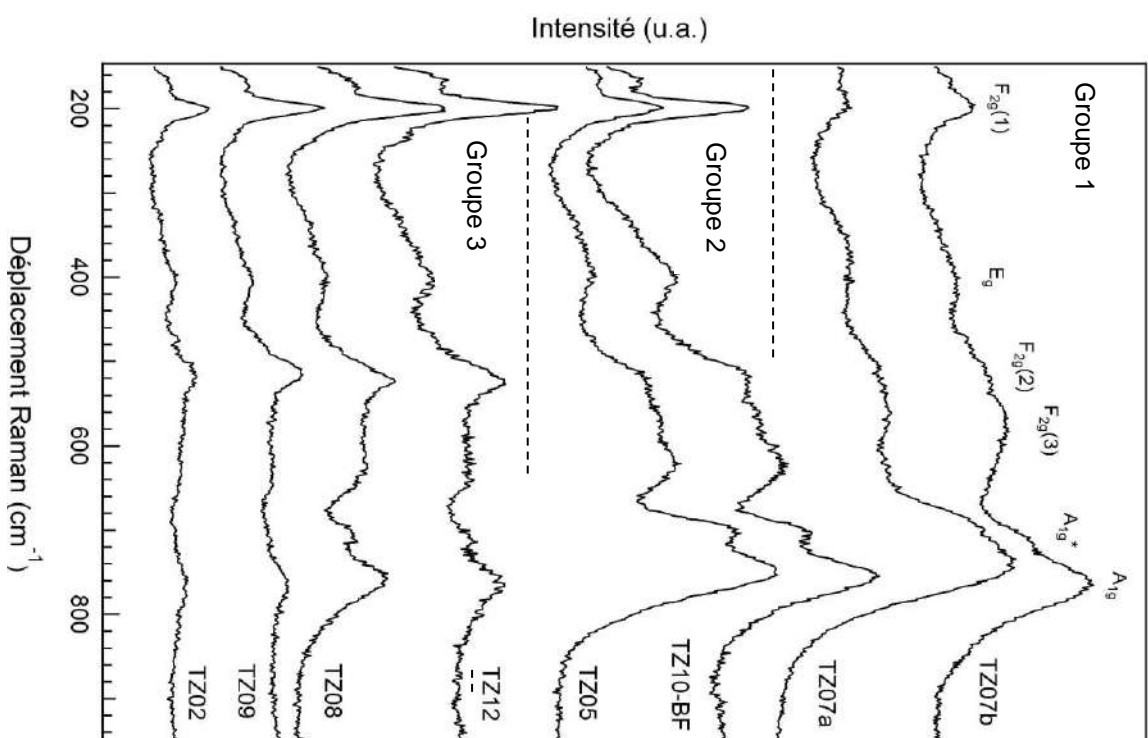 Intensité (u.a.)
Groupe 1
F2g(1)
Eg
F2g(2)
F2g(3)
A1g*
A1g
TZ07b
TZ07a
Groupe 2
TZ10-BF
TZ05
Groupe 3
TZ12
TZ08
TZ09
TZ02
200
400
600
800
Déplacement Raman (cm-1)